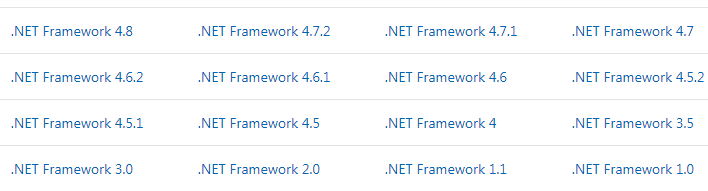 .NET Framework 4.8 .NET Framework 4.7.2 .NET Framework 4.7.1 .NET Framework 4.7
.NET Framework 4.6.2 .NET Framework 4.6.1 .NET Framework 4.6 .NET Framework 4.5.2
.NET Framework 4.5.1 .NET Framework 4.5 .NET Framework 4 .NET Framework 3.5
.NET Framework 3.0 .NET Framework 2.0 .NET Framework 1.1 .NET Framework 1.0